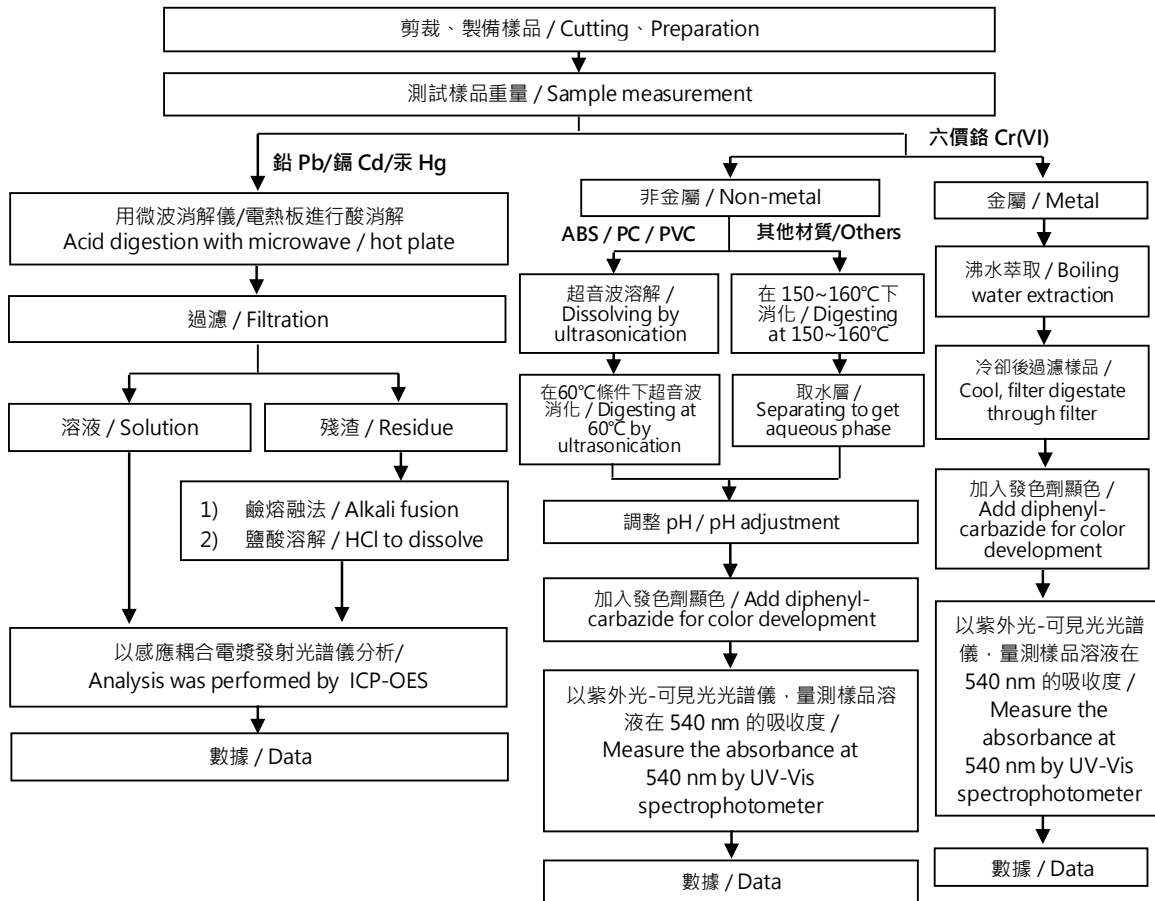 剪裁、製備樣品 / Cutting、Preparation
測試樣品重量 / Sample measurement
鉛 Pb/鎘 Cd/汞 Hg
用微波消解儀/電熱板進行酸消解
Acid digestion with microwave / hot plate
過濾 / Filtration
溶液 / Solution
殘渣 / Residue
1) 鹼熔融法 / Alkali fusion
2) 鹽酸溶解 / HCl to dissolve
以感應耦合電漿發射光譜儀分析/
Analysis was performed by ICP-OES
數據 / Data
六價鉻 Cr(VI)
非金屬 / Non-metal
ABS / PC / PVC
超音波溶解 /
Dissolving by
ultrasonication
在60℃條件下超音波
消化 / Digesting at
60℃ by
ultrasonication
其他材質/Others
在 150~160℃下
消化 / Digesting
at 150~160℃
取水層 /
Separating to get
aqueous phase
調整 pH / pH adjustment
加入發色劑顯色 / Add diphenyl-
carbazide for color development
以紫外光-可見光光譜儀，量測樣品溶
液在 540 nm 的吸收度 /
Measure the absorbance at
540 nm by UV-Vis
spectrophotometer
數據 / Data
金屬 / Metal
沸水萃取 / Boiling
water extraction
冷卻後過濾樣品 /
Cool, filter digestate
through filter
加入發色劑顯色 /
Add diphenyl-
carbazide for color
development
以紫外光-可見光光譜
儀，量測樣品溶液在
540 nm 的吸收度 /
Measure the
absorbance at
540 nm by UV-Vis
spectrophotometer
數據 / Data